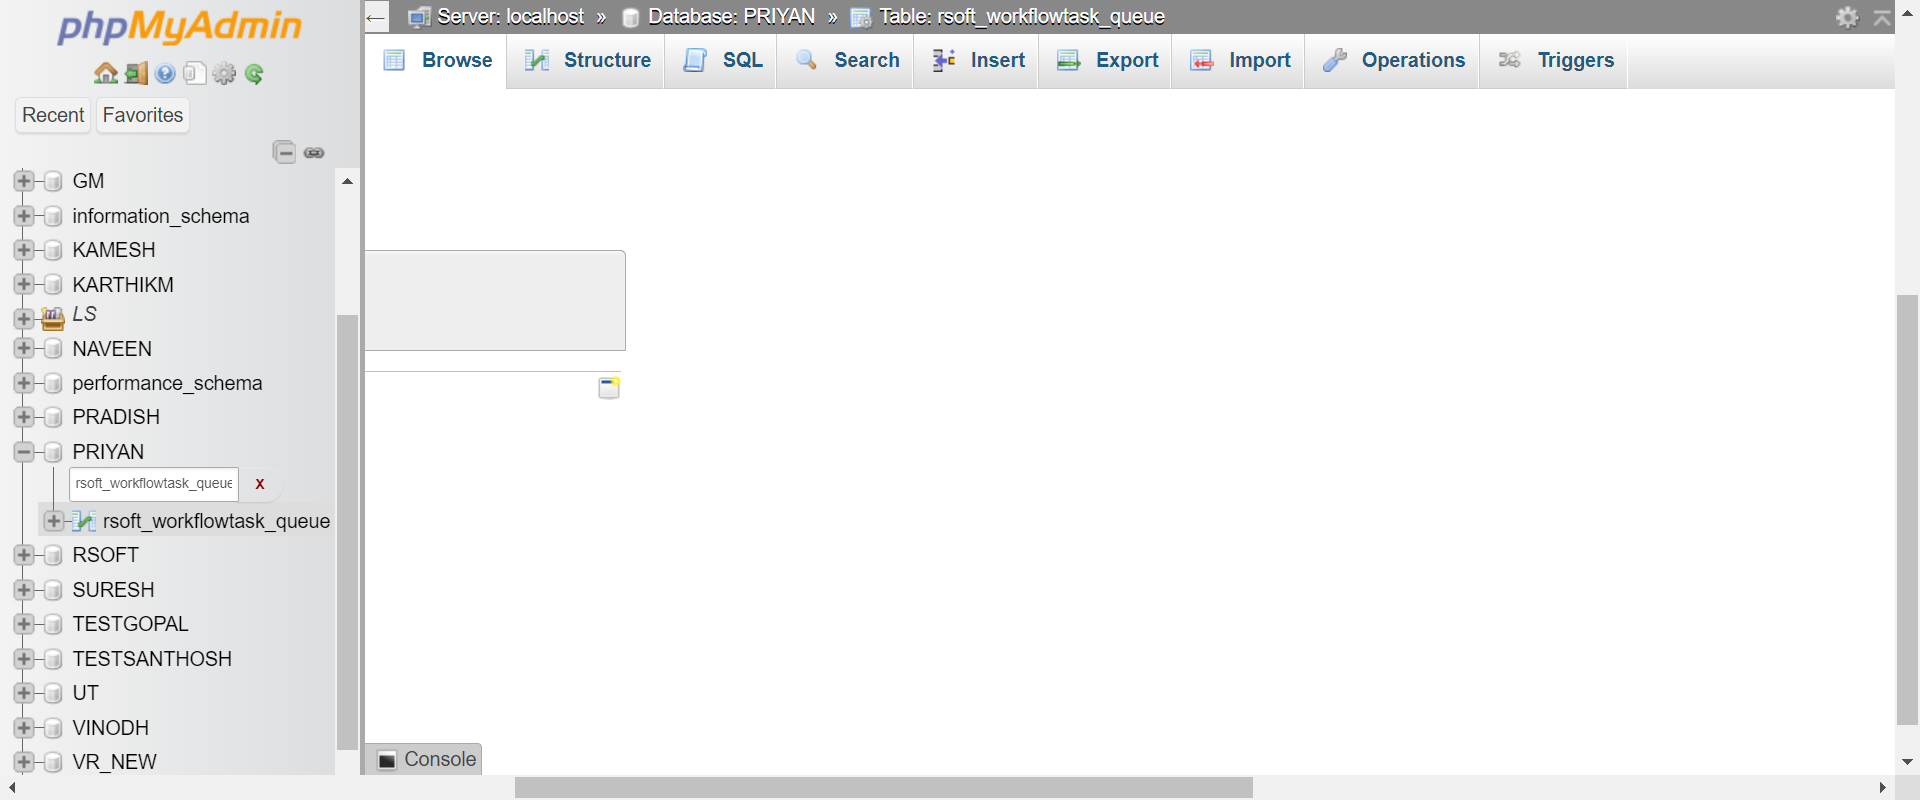 phpMyAdmin
Recent
Favorites
GM
information_schema
KAMESH
KARTHIKM
LS
NAVEEN
performance_schema
PRADISH
PRIYAN
rsoft_workflowtask_queue
X
rsoft_workflowtask_queue
RSOFT
SURESH
TESTGOPAL
TESTSANTHOSH
UT
VINODH
VR_NEW
← Server: localhost » Database: PRIYAN » Table: rsoft_workflowtask_queue
Browse Structure SQL Search Insert Export Import Operations Triggers
Console